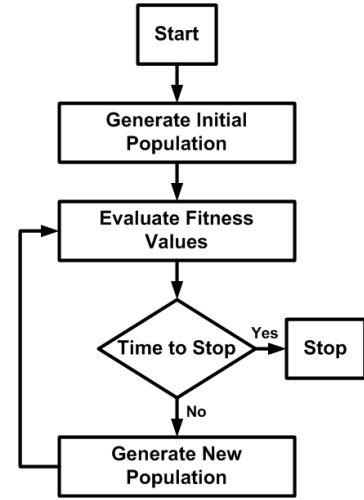 Start
Generate Initial
Population
Evaluate Fitness
Values
Time to Stop
Yes
Stop
No
Generate New
Population